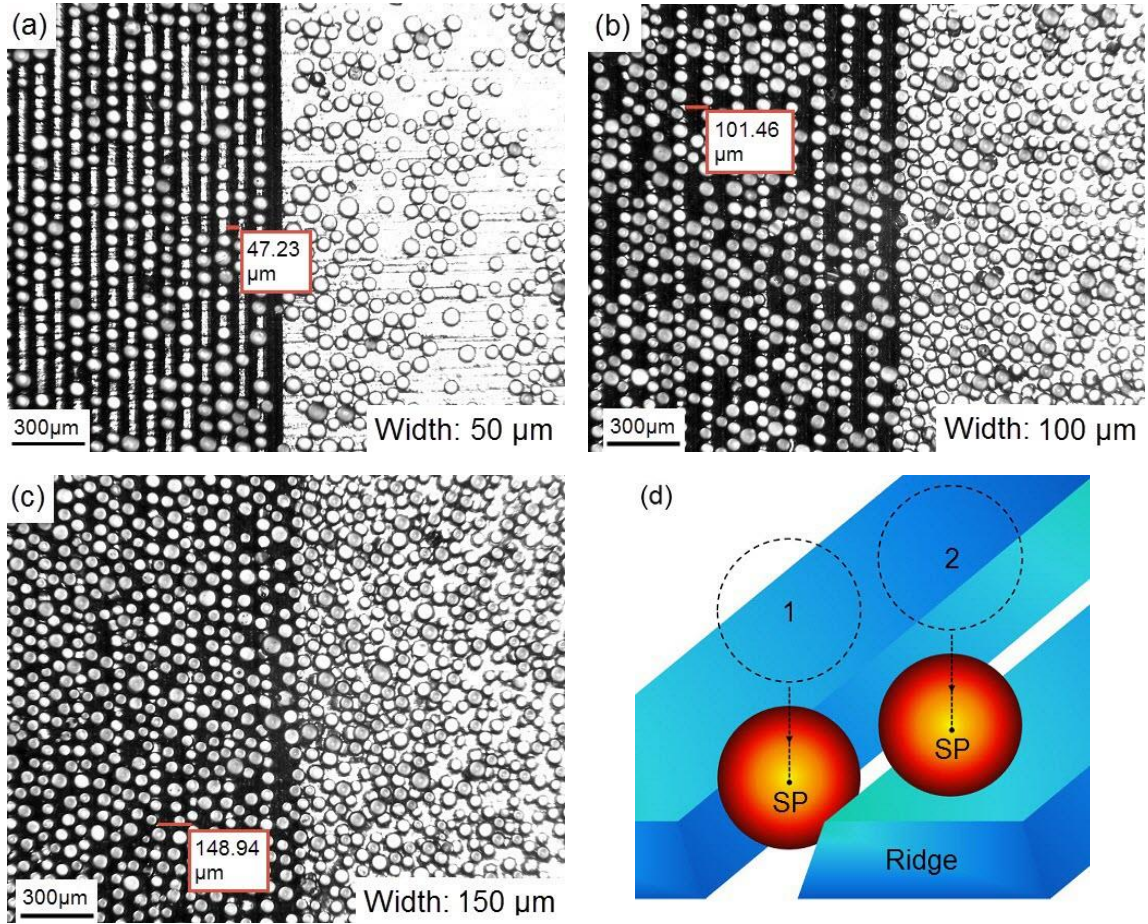 (a)
47.23
µm
300µm
Width: 50 µm
(b)
101.46
µm
300µm
Width: 100 µm
(c)
148.94
µm
300µm
Width: 150 µm
(d)
1
2
SP
SP
Ridge